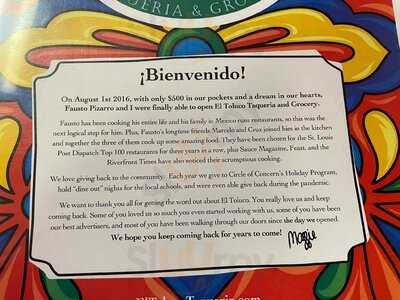 UERIA & GRO
¡Bienvenido!
On August 1st 2016, with only $500 in our pockets and a dream in our hearts,
Fausto Pizarro and I were finally able to open El Toluco Taqueria and Grocery.
Fausto has been cooking his entire life and his family in Mexico runs restaurants, so this was the
next logical step for him. Plus, Fausto's longtime friends Marcelo and Cruz joined him in the kitchen
and together the three of them cook up some amazing food. They have been chosen for the St. Louis
Post Dispatch Top 100 restaurants for three years in a row, plus Sauce Magazine, Feast, and the
Riverfront Times have also noticed their scrumptious cooking.
We love giving back to the community. Each year we give to Circle of Concern's Holiday Program,
hold "dine out" nights for the local schools, and were even able give back during the pandemic.
We want to thank you all for getting the word out about El Toluco. You really love us and keep
coming back. Some of you loved us so much you even started working with us, some of you have been
our best advertisers, and most of you have been walking through our doors since the day we opened.
We hope you keep coming back for years to come!
Maggie